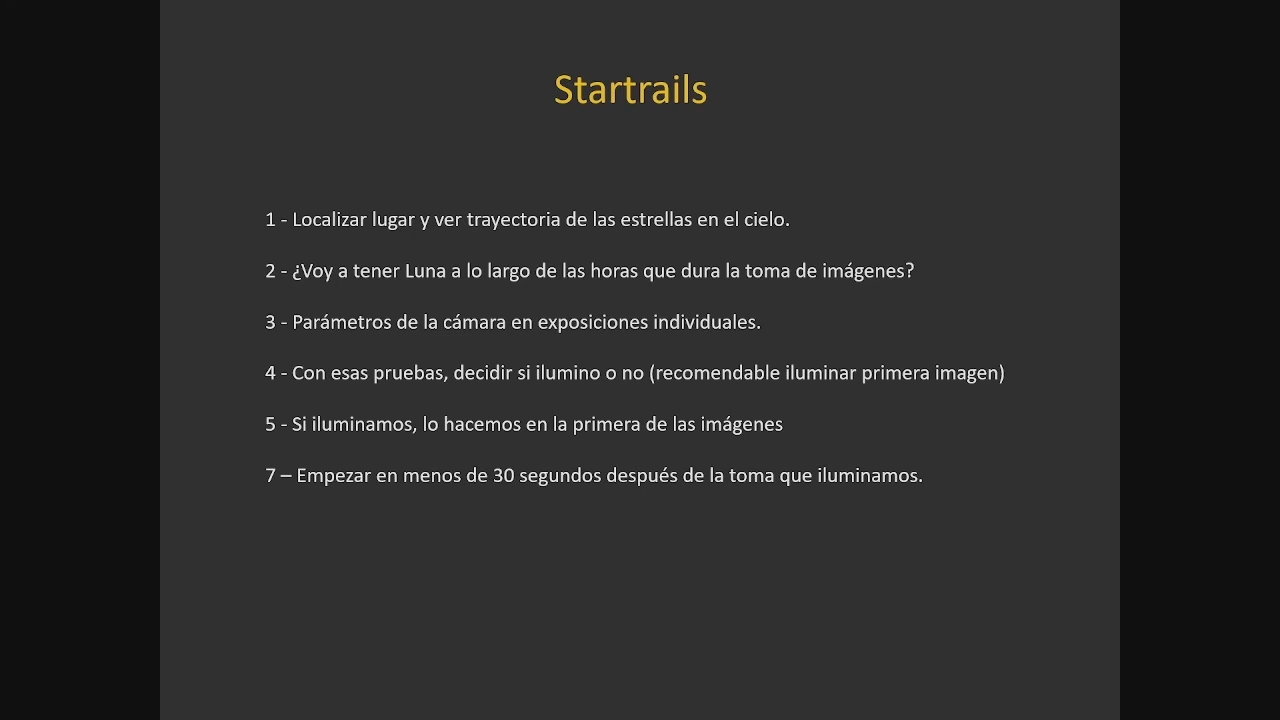 Startrails
1 - Localizar lugar y ver trayectoria de las estrellas en el cielo.
2 - ¿Voy a tener Luna a lo largo de las horas que dura la toma de imágenes?
3 - Parámetros de la cámara en exposiciones individuales.
4 - Con esas pruebas, decidir si ilumino o no (recomendable iluminar primera imagen)
5 - Si iluminamos, lo hacemos en la primera de las imágenes
7 – Empezar en menos de 30 segundos después de la toma que iluminamos.